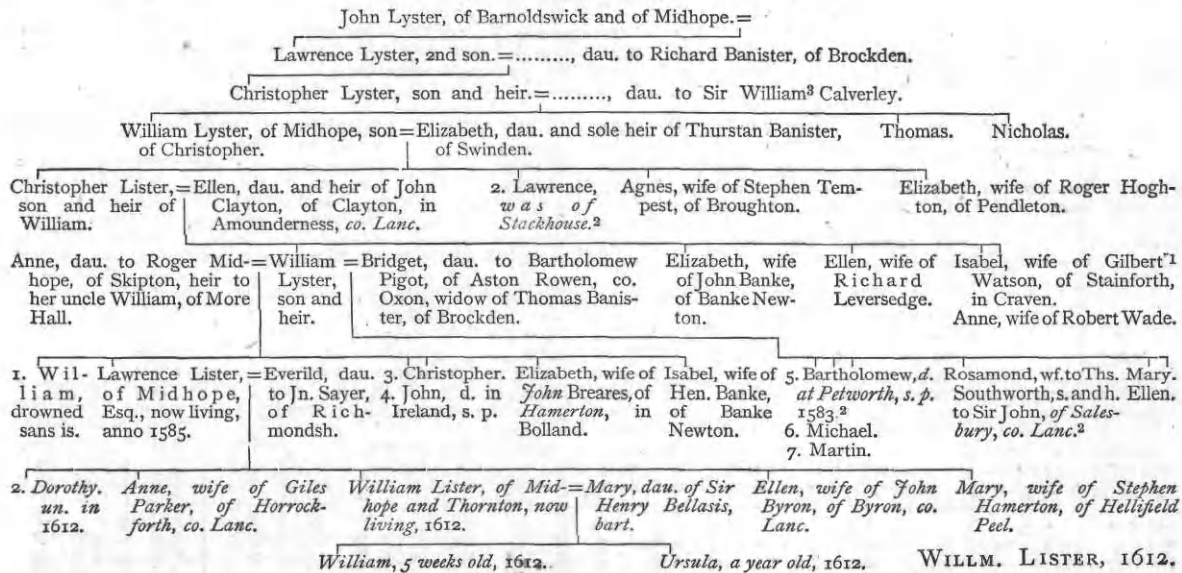 John Lyster, of Barnoldswick and of Midhope.=
Lawrence Lyster, 2nd son.=........., dau. to Richard Banister, of Brockden.
Christopher Lyster, son and heir.=........., dau. to Sir William³ Calverley.
William Lyster, of Midhope, son=Elizabeth, dau. and sole heir of Thurstan Banister, Thomas. Nicholas.
of Christopher. of Swinden.
Christopher Lister,=Ellen, dau. and heir of John 2. Lawrence, Agnes, wife of Stephen Tem- Elizabeth, wife of Roger Hogh-
son and heir of Clayton, of Clayton, in was of pest, of Broughton. ton, of Pendleton.
William. Amounderness, co. Lanc. Stackhouse.²
Anne, dau. to Roger Mid-=William =Bridget, dau. to Bartholomew Elizabeth, wife Ellen, wife of Isabel, wife of Gilbert¹
hope, of Skipton, heir to Lyster, Pigot, of Aston Rowen, co. of John Banke, Richard Watson, of Stainforth,
her uncle William, of More son and Oxon, widow of Thomas Banis- of Banke New- Leversedge. in Craven.
Hall. heir. ter, of Brockden. ton. Anne, wife of Robert Wade.
1. Wil- Lawrence Lister,=Everild, dau. 3. Christopher. Elizabeth, wife of Isabel, wife of 5. Bartholomew, d. Rosamond, wf. to Ths. Mary.
liam, of Midhope, to Jn. Sayer, 4. John, d. in John Breares, of Hen. Banke, at Petworth, s. p. Southworth, s. and h. Ellen.
drowned Esq., now living, of Rich- Ireland, s. p. Hamerton, in of Banke 1583.² to Sir John, of Sales-
sans is. anno 1585. mondsh. Bolland. Newton. 6. Michael. bury, co. Lanc.²
7. Martin.
2. Dorothy. Anne, wife of Giles William Lister, of Mid-=Mary, dau. of Sir Ellen, wife of John Mary, wife of Stephen
un. in Parker, of Horrock- hope and Thornton, now Henry Bellasis, Byron, of Byron, co. Hamerton, of Hellifield
1612. forth, co. Lanc. living, 1612. bart. Lanc. Peel.
William, 5 weeks old, 1612. Ursula, a year old, 1612. WILLM. LISTER, 1612.